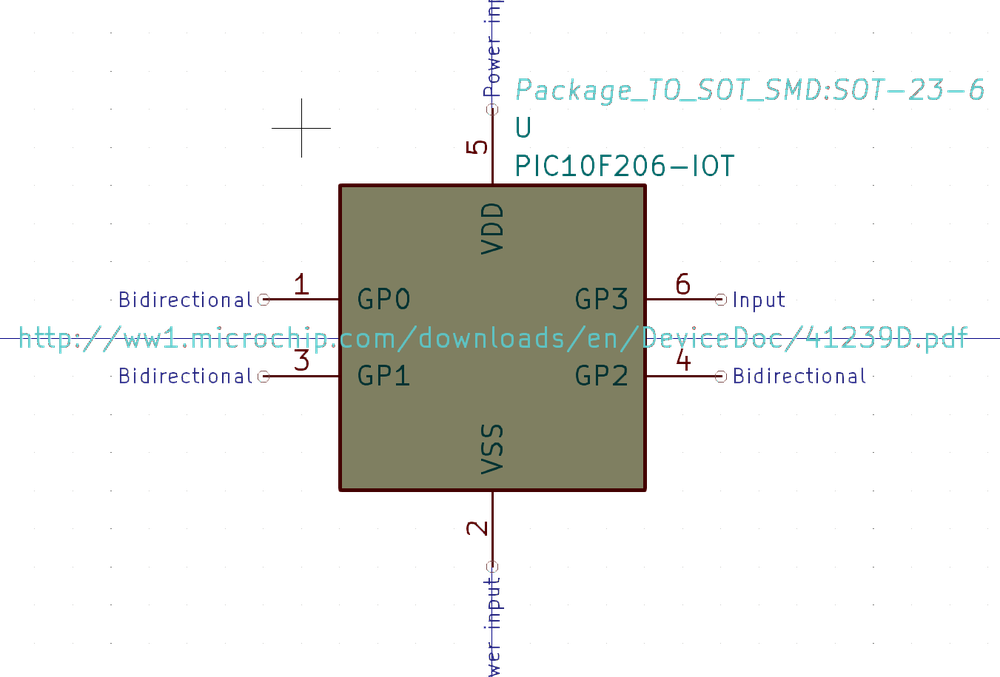 Power inp
Package_TO_SOT_SMD:SOT-23-6
U
PIC10F206-IOT
5
VDD
1
6
Bidirectional
GP0
GP3
Input
http://ww1.microchip.com/downloads/en/DeviceDoc/41239D.pdf
3
4
Bidirectional
GP1
GP2
Bidirectional
VSS
2
wer input